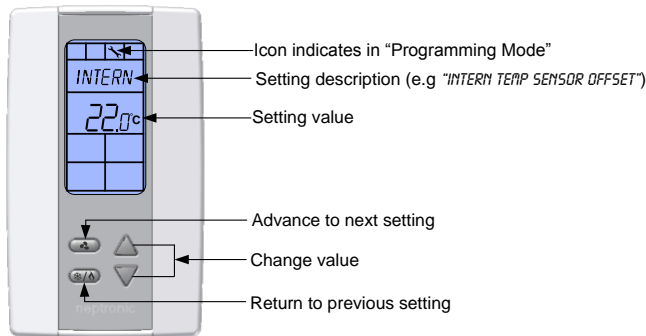 Icon indicates in “Programming Mode”
INTERN
Setting description (e.g “INTERN TEMP SENSOR OFFSET”)
22.0°C
Setting value
Advance to next setting
Change value
Return to previous setting
neptronic